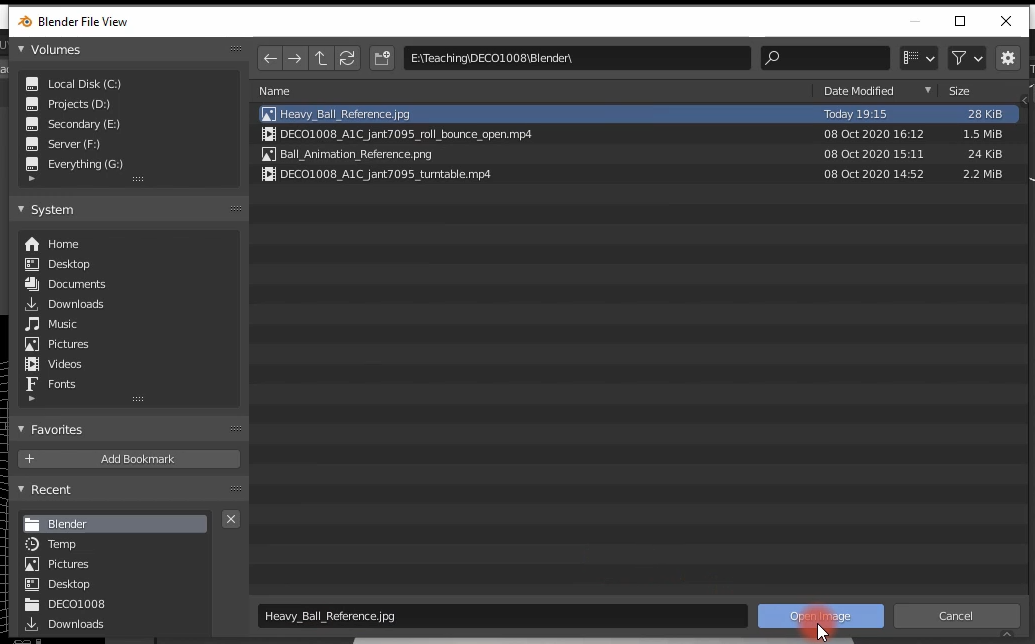 Blender File View
Volumes
Local Disk (C:)
Projects (D:)
Secondary (E:)
Server (F:)
Everything (G:)
System
Home
Desktop
Documents
Downloads
Music
Pictures
Videos
Fonts
Favorites
Add Bookmark
Recent
Blender
Temp
Pictures
Desktop
DECO1008
Downloads
E:\Teaching\DECO1008\Blender\
Name Date Modified Size
Heavy_Ball_Reference.jpg Today 19:15 28 KiB
DECO1008_A1C_jant7095_roll_bounce_open.mp4 08 Oct 2020 16:12 1.5 MiB
Ball_Animation_Reference.png 08 Oct 2020 15:11 24 KiB
DECO1008_A1C_jant7095_turntable.mp4 08 Oct 2020 14:52 2.2 MiB
Heavy_Ball_Reference.jpg
Open Image
Cancel